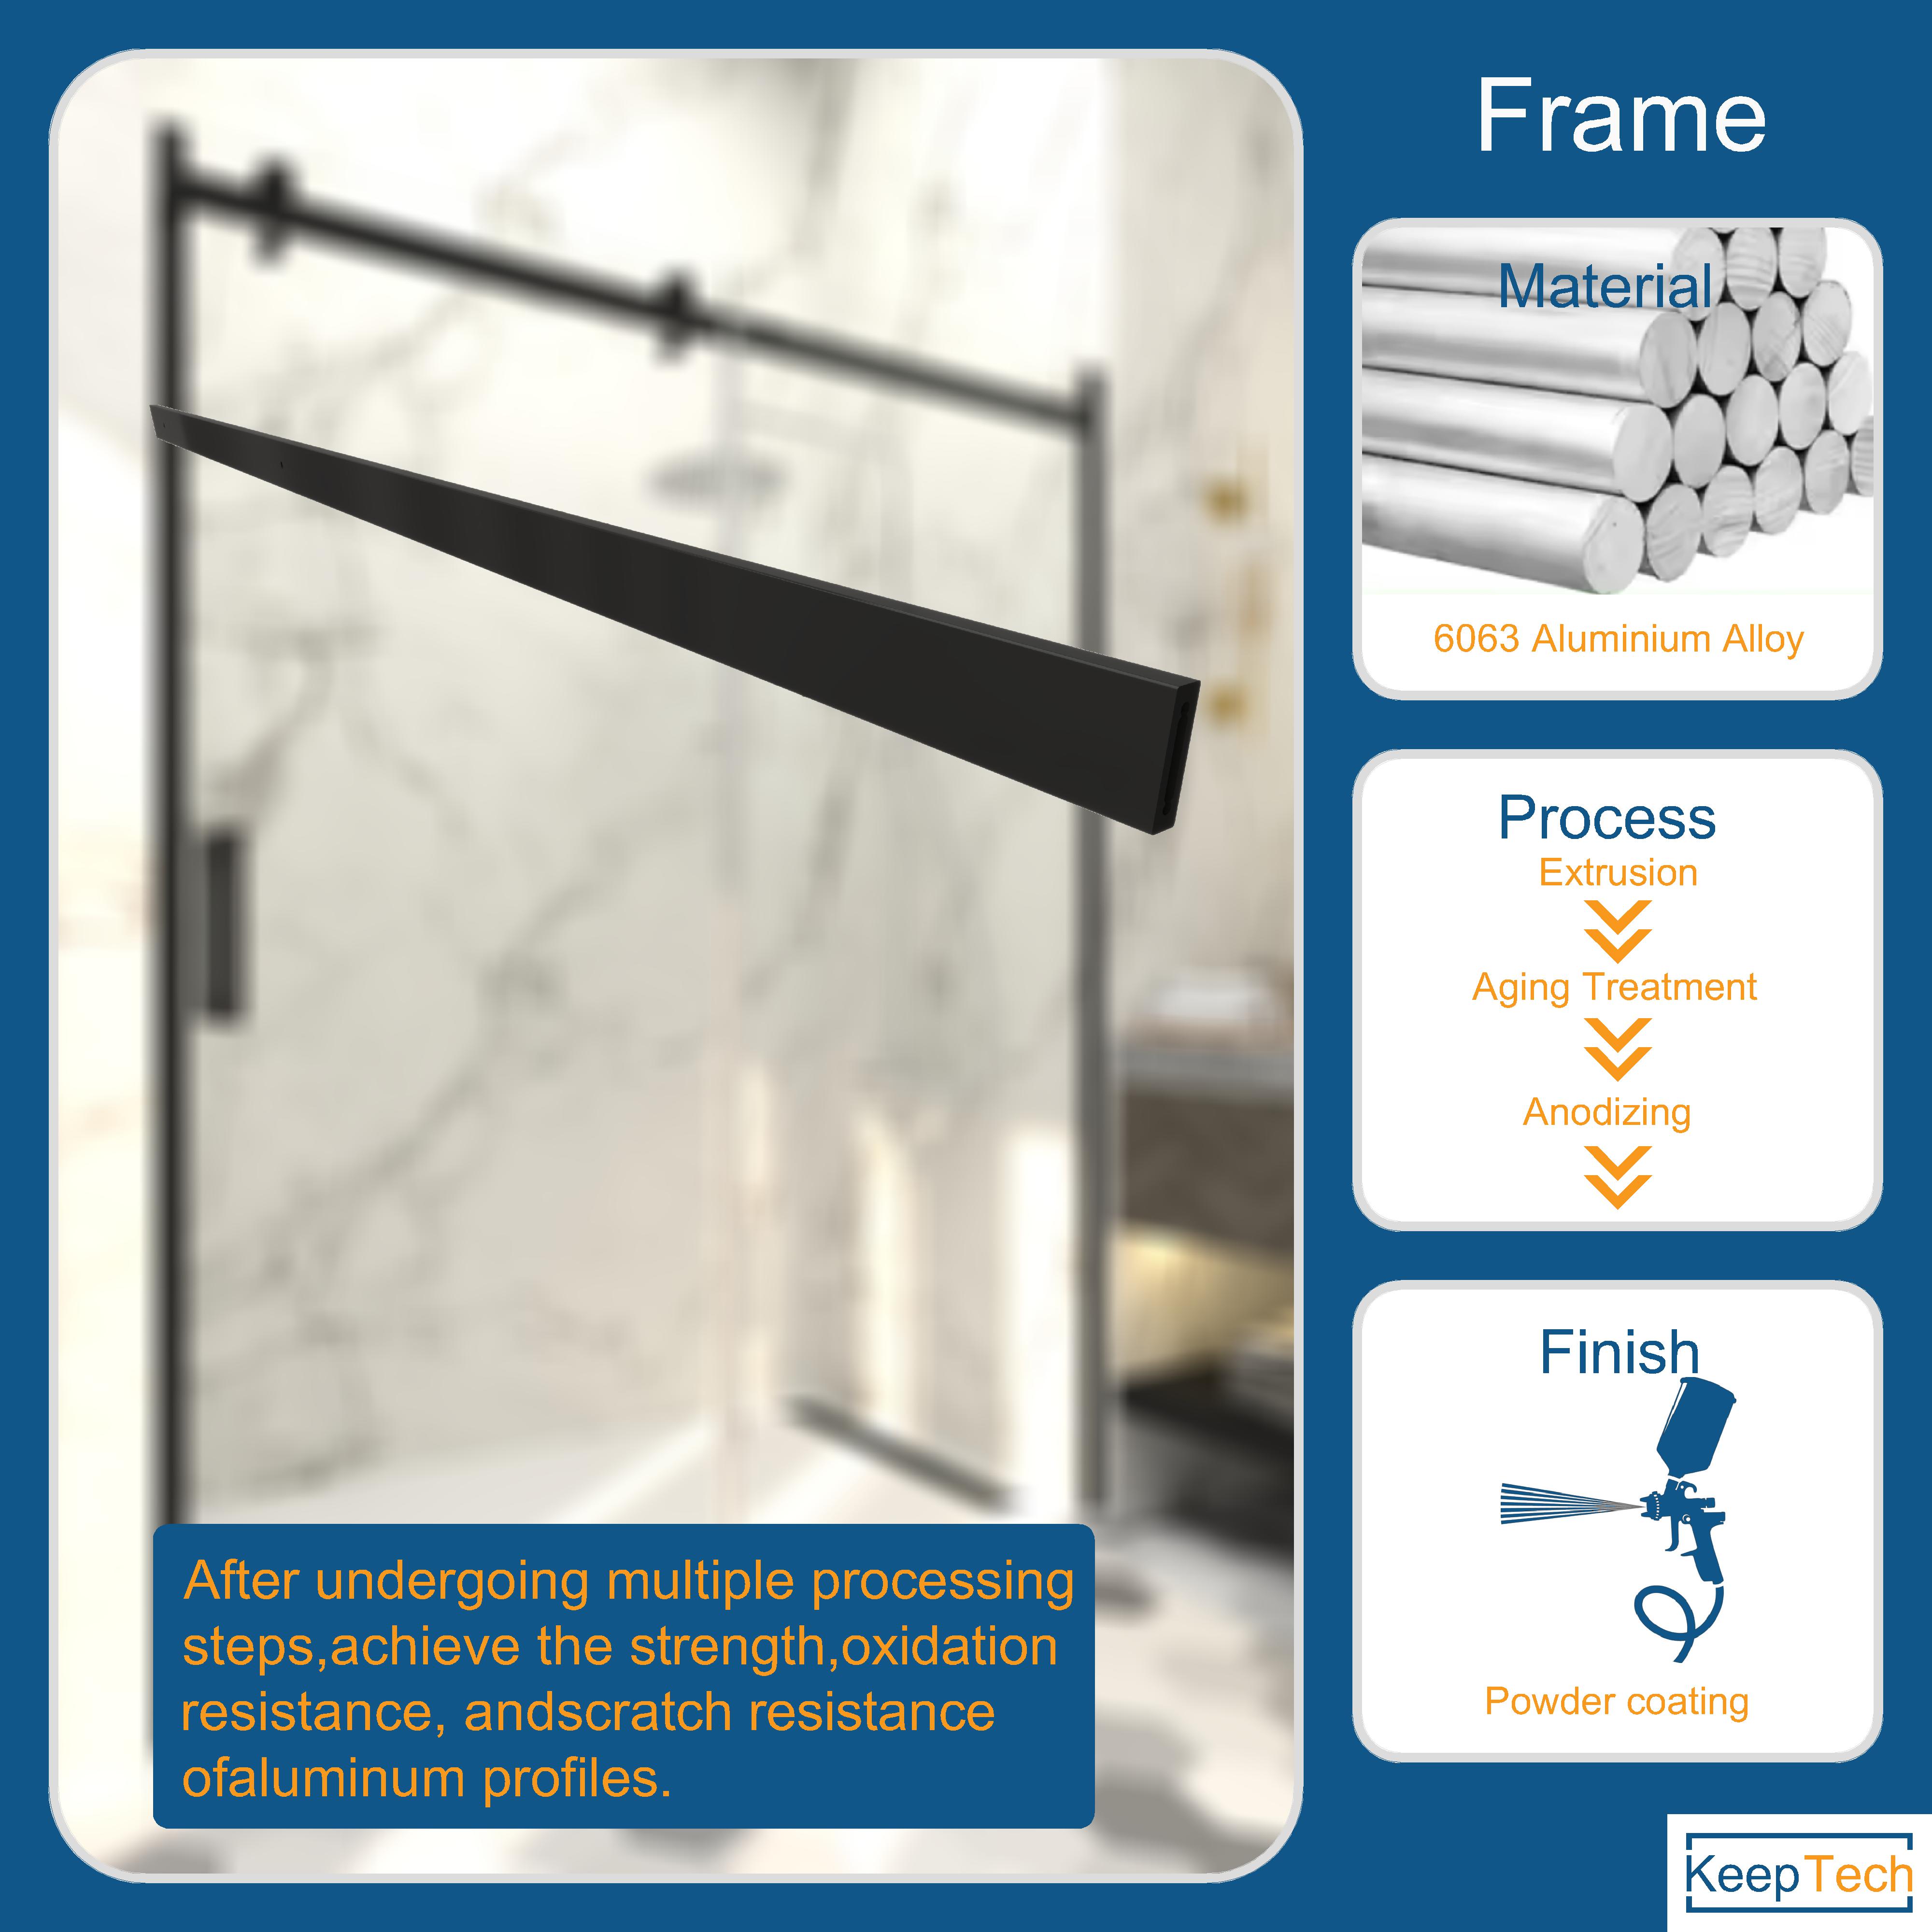 Frame
Material
6063 Aluminium Alloy
Process
Extrusion
Aging Treatment
Anodizing
Finish
Powder coating
After undergoing multiple processing
steps,achieve the strength,oxidation
resistance, andscratch resistance
ofaluminum profiles.
KeepTech